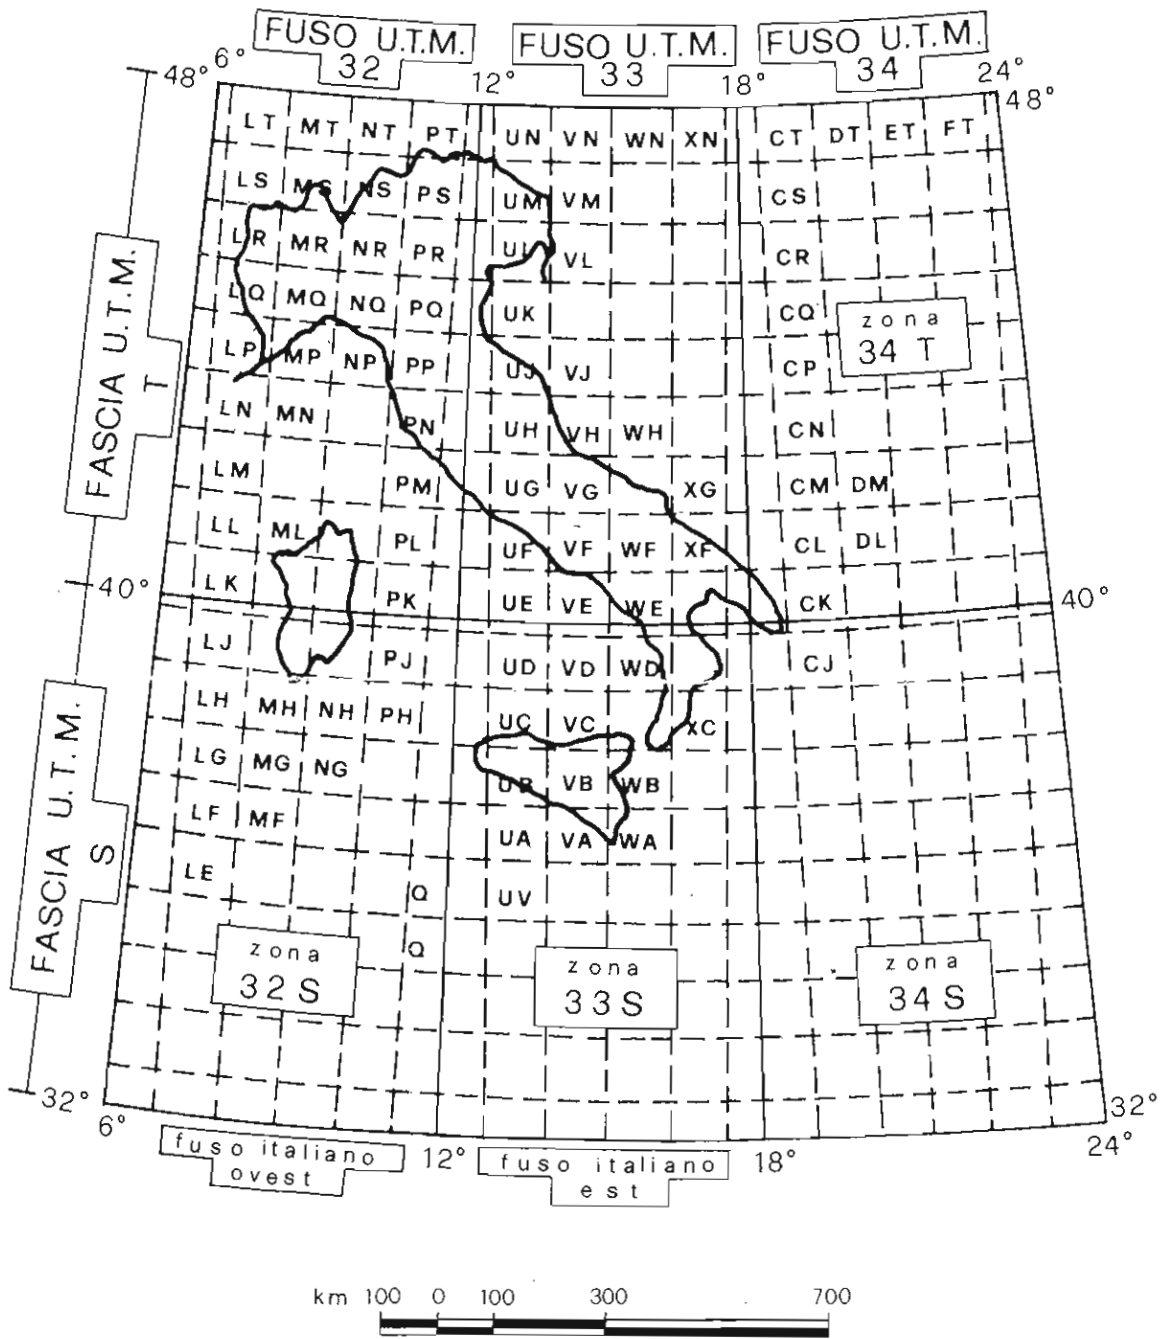 FUSO U.T.M.
32
FUSO U.T.M.
33
FUSO U.T.M.
34
48° 6° 12° 18° 24° 48°
LT MT NT PT UN VN WN XN CT DT ET FT
LS MS NS PS UM VM CS
LR MR NR PR UL VL CR
LQ MQ NQ PQ UK CQ
zona
34 T
LP MP NP PP UJ VJ CP
LN MN PN UH VH WH CN
LM PM UG VG XG CM DM
LL ML PL UF VF WF XF CL DL
40° LK PK UE VE WE CK 40°
LJ PJ UD VD WD CJ
LH MH NH PH UC VC XC
LG MG NG UB VB WB
LF MF UA VA WA
LE Q UV
Q
zona
32 S
zona
33 S
zona
34 S
FASCIA U.T.M.
T
FASCIA U.T.M.
S
32° 32°
6° 12° 18° 24°
fuso italiano
ovest
fuso italiano
est
km 100 0 100 300 700